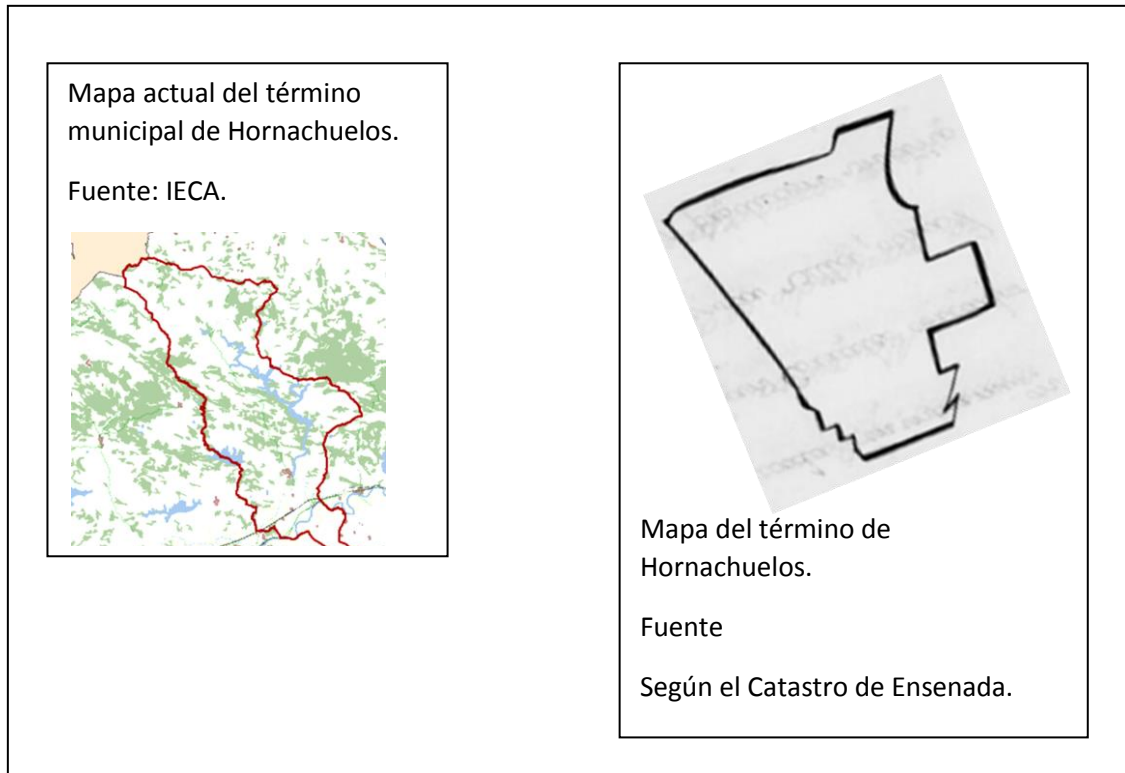 Mapa actual del término
municipal de Hornachuelos.
Fuente: IECA.
Mapa del término de
Hornachuelos.
Fuente
Según el Catastro de Ensenada.